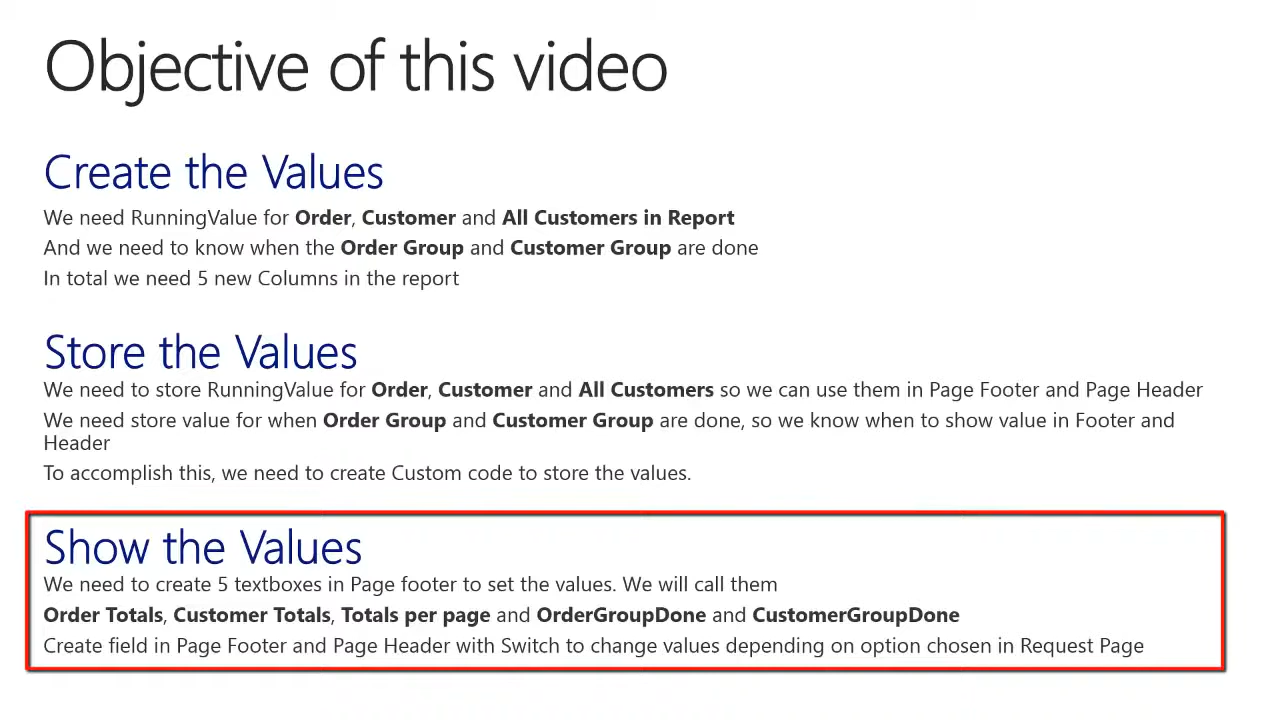 Objective of this video
Create the Values
We need RunningValue for Order, Customer and All Customers in Report
And we need to know when the Order Group and Customer Group are done
In total we need 5 new Columns in the report
Store the Values
We need to store RunningValue for Order, Customer and All Customers so we can use them in Page Footer and Page Header
We need store value for when Order Group and Customer Group are done, so we know when to show value in Footer and
Header
To accomplish this, we need to create Custom code to store the values.
Show the Values
We need to create 5 textboxes in Page footer to set the values. We will call them
Order Totals, Customer Totals, Totals per page and OrderGroupDone and CustomerGroupDone
Create field in Page Footer and Page Header with Switch to change values depending on option chosen in Request Page